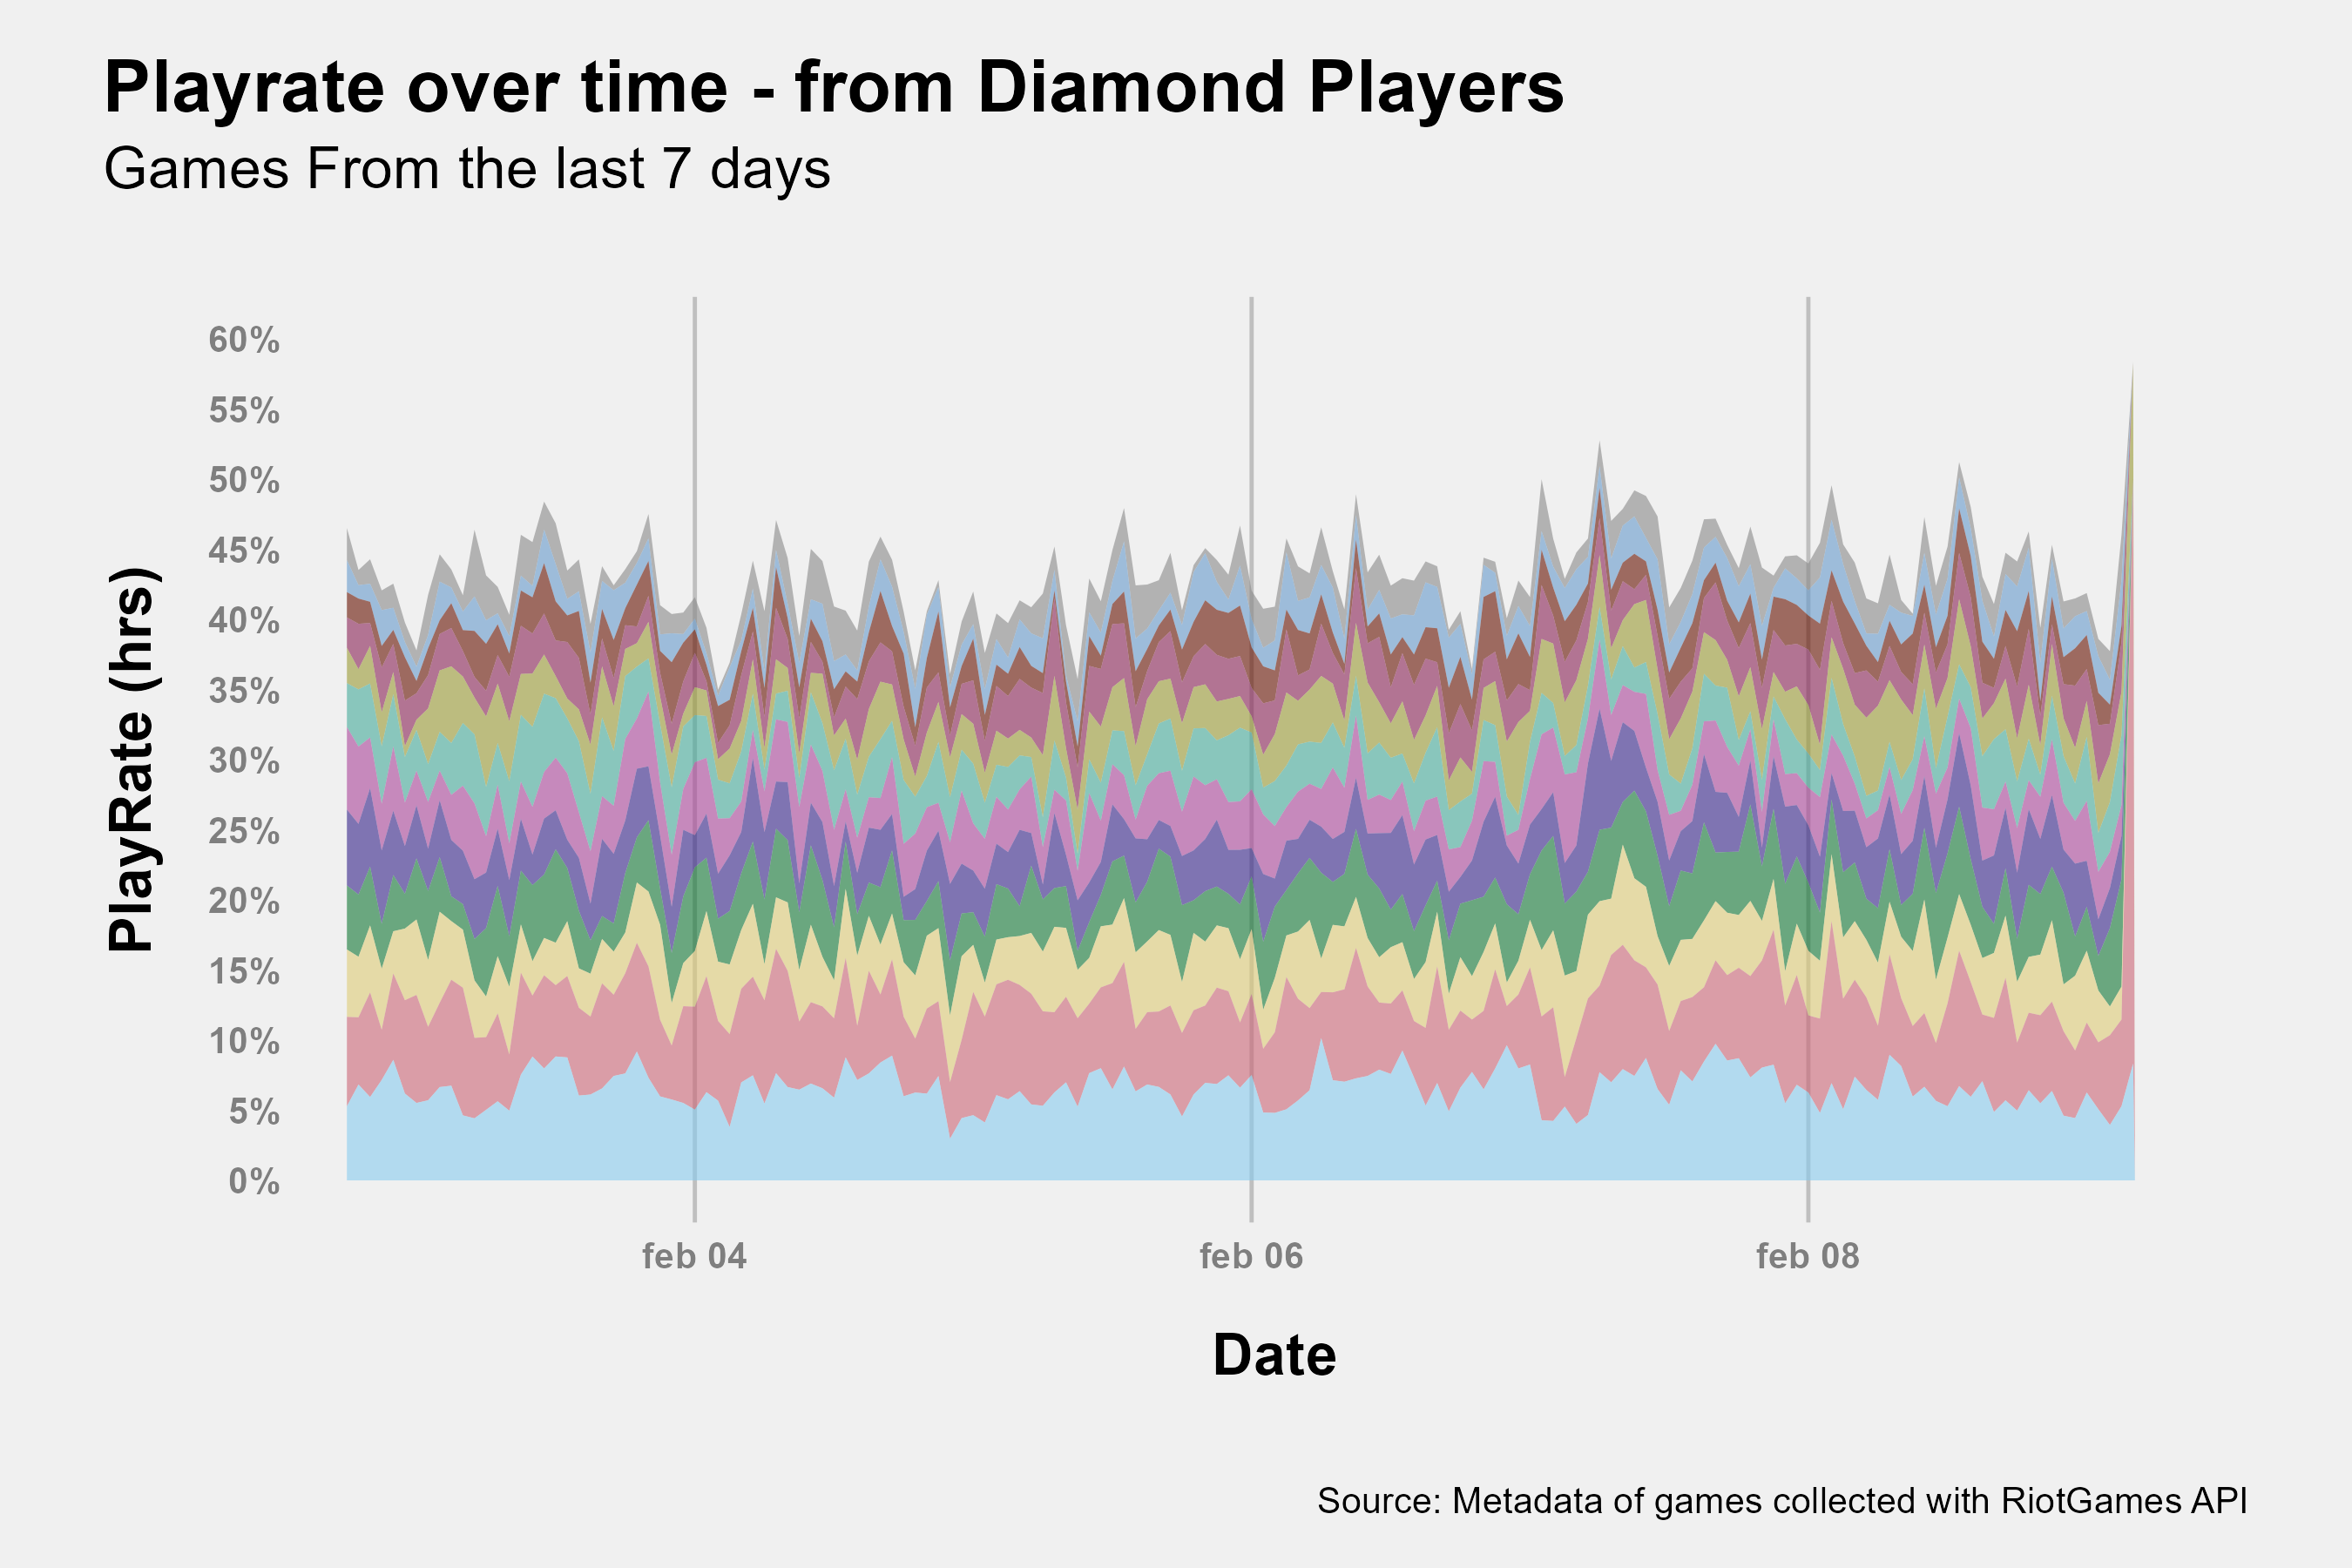 Playrate over time - from Diamond Players
Games From the last 7 days
PlayRate (hrs)
60%
55%
50%
45%
40%
35%
30%
25%
20%
15%
10%
5%
0%
feb 04
feb 06
feb 08
Date
Source: Metadata of games collected with RiotGames API